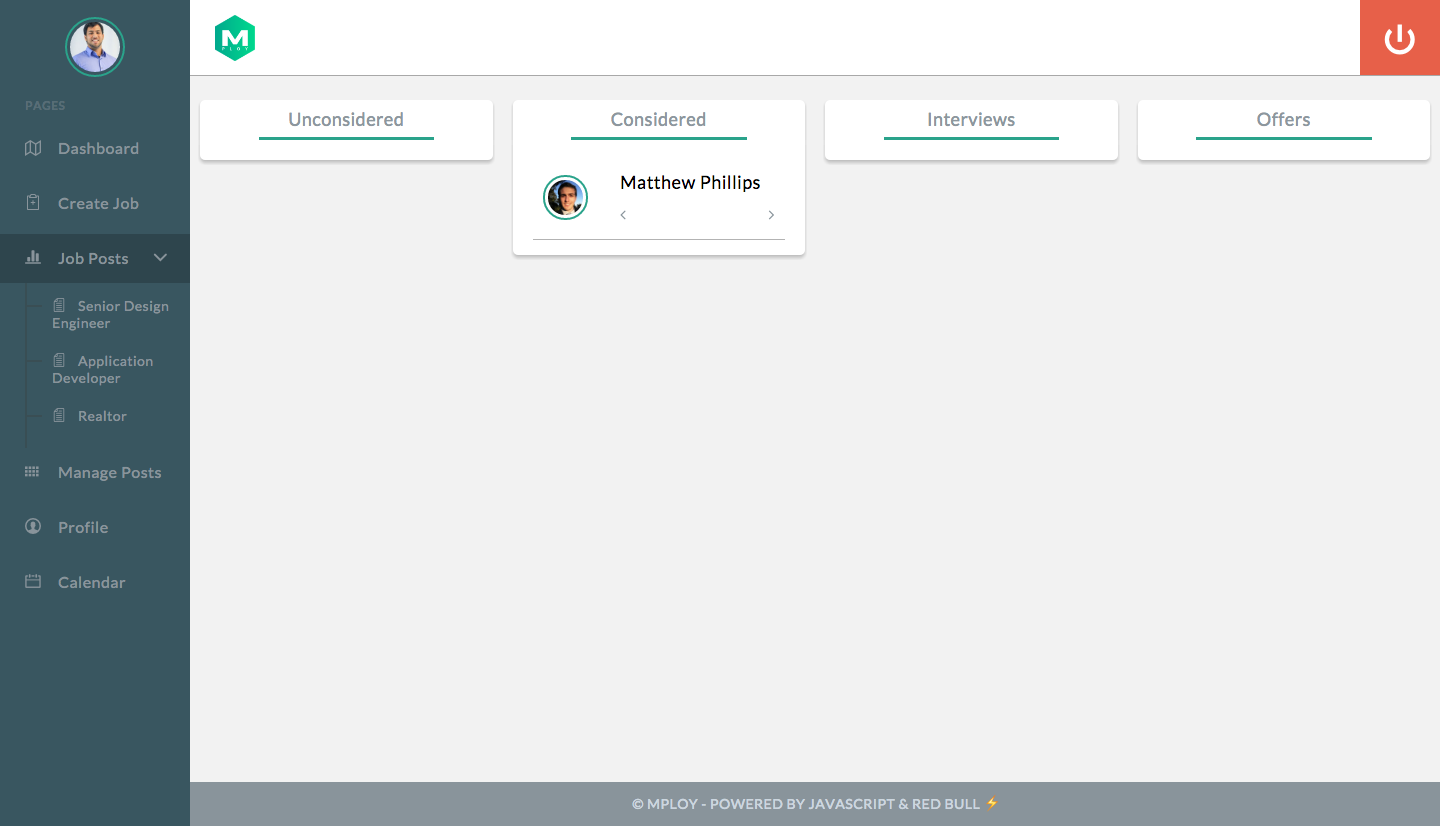 M
PLOY
PAGES
Dashboard
Create Job
Job Posts
Senior Design
Engineer
Application
Developer
Realtor
Manage Posts
Profile
Calendar
Unconsidered
Considered
Matthew Phillips
Interviews
Offers
© MPLOY - POWERED BY JAVASCRIPT & RED BULL ⚡